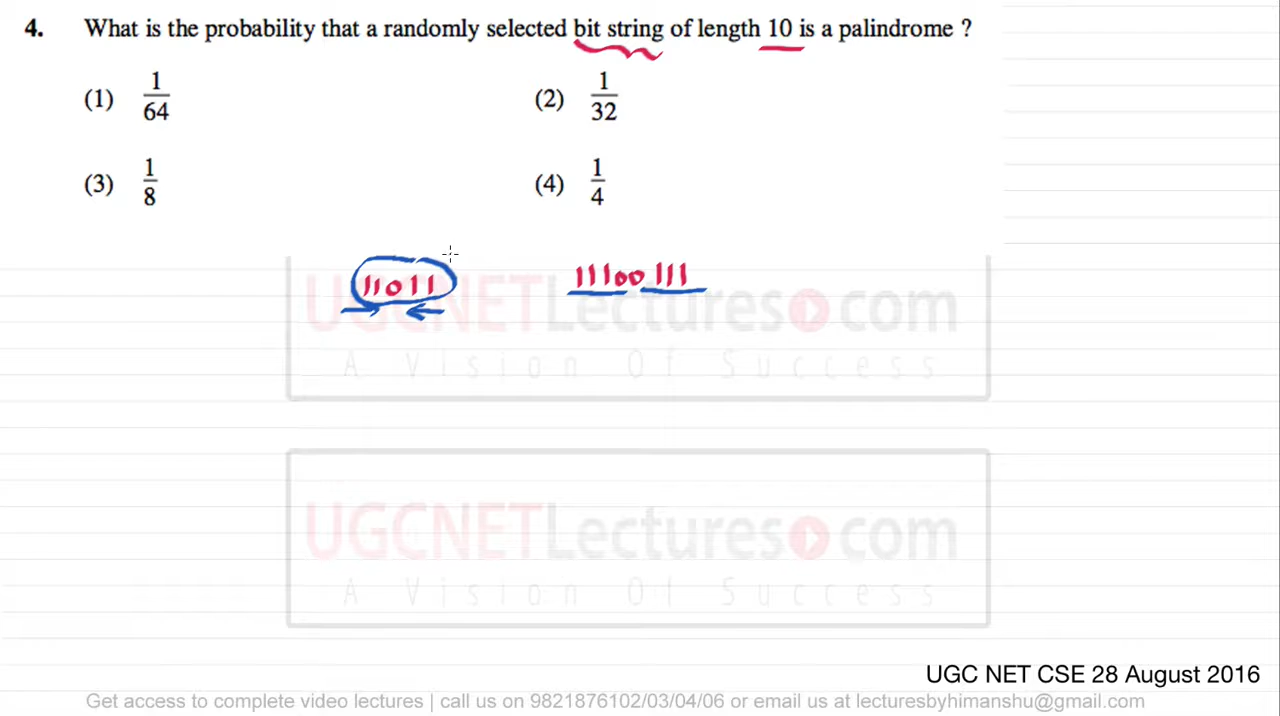 4. What is the probability that a randomly selected bit string of length 10 is a palindrome ?
(1) 1/64 (2) 1/32
(3) 1/8 (4) 1/4
11011 11100111
UGCNETLectures.com
A Vision Of Success
UGCNETLectures.com
A Vision Of Success
UGC NET CSE 28 August 2016
Get access to complete video lectures | call us on 9821876102/03/04/06 or email us at lecturesbyhimanshu@gmail.com